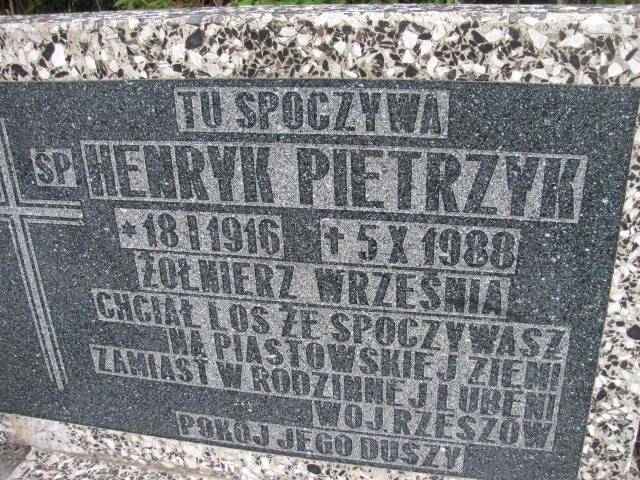 TU SPOCZYWA
ŚP HENRYK PIETRZYK
* 18 I 1916 † 5 X 1988
ŻOŁNIERZ WRZEŚNIA
CHCIAŁ LOS ŻE SPOCZYWASZ
NA PIASTOWSKIEJ ZIEMI
ZAMIAST W RODZINNEJ LUBENI
WOJ. RZESZÓW
POKÓJ JEGO DUSZY